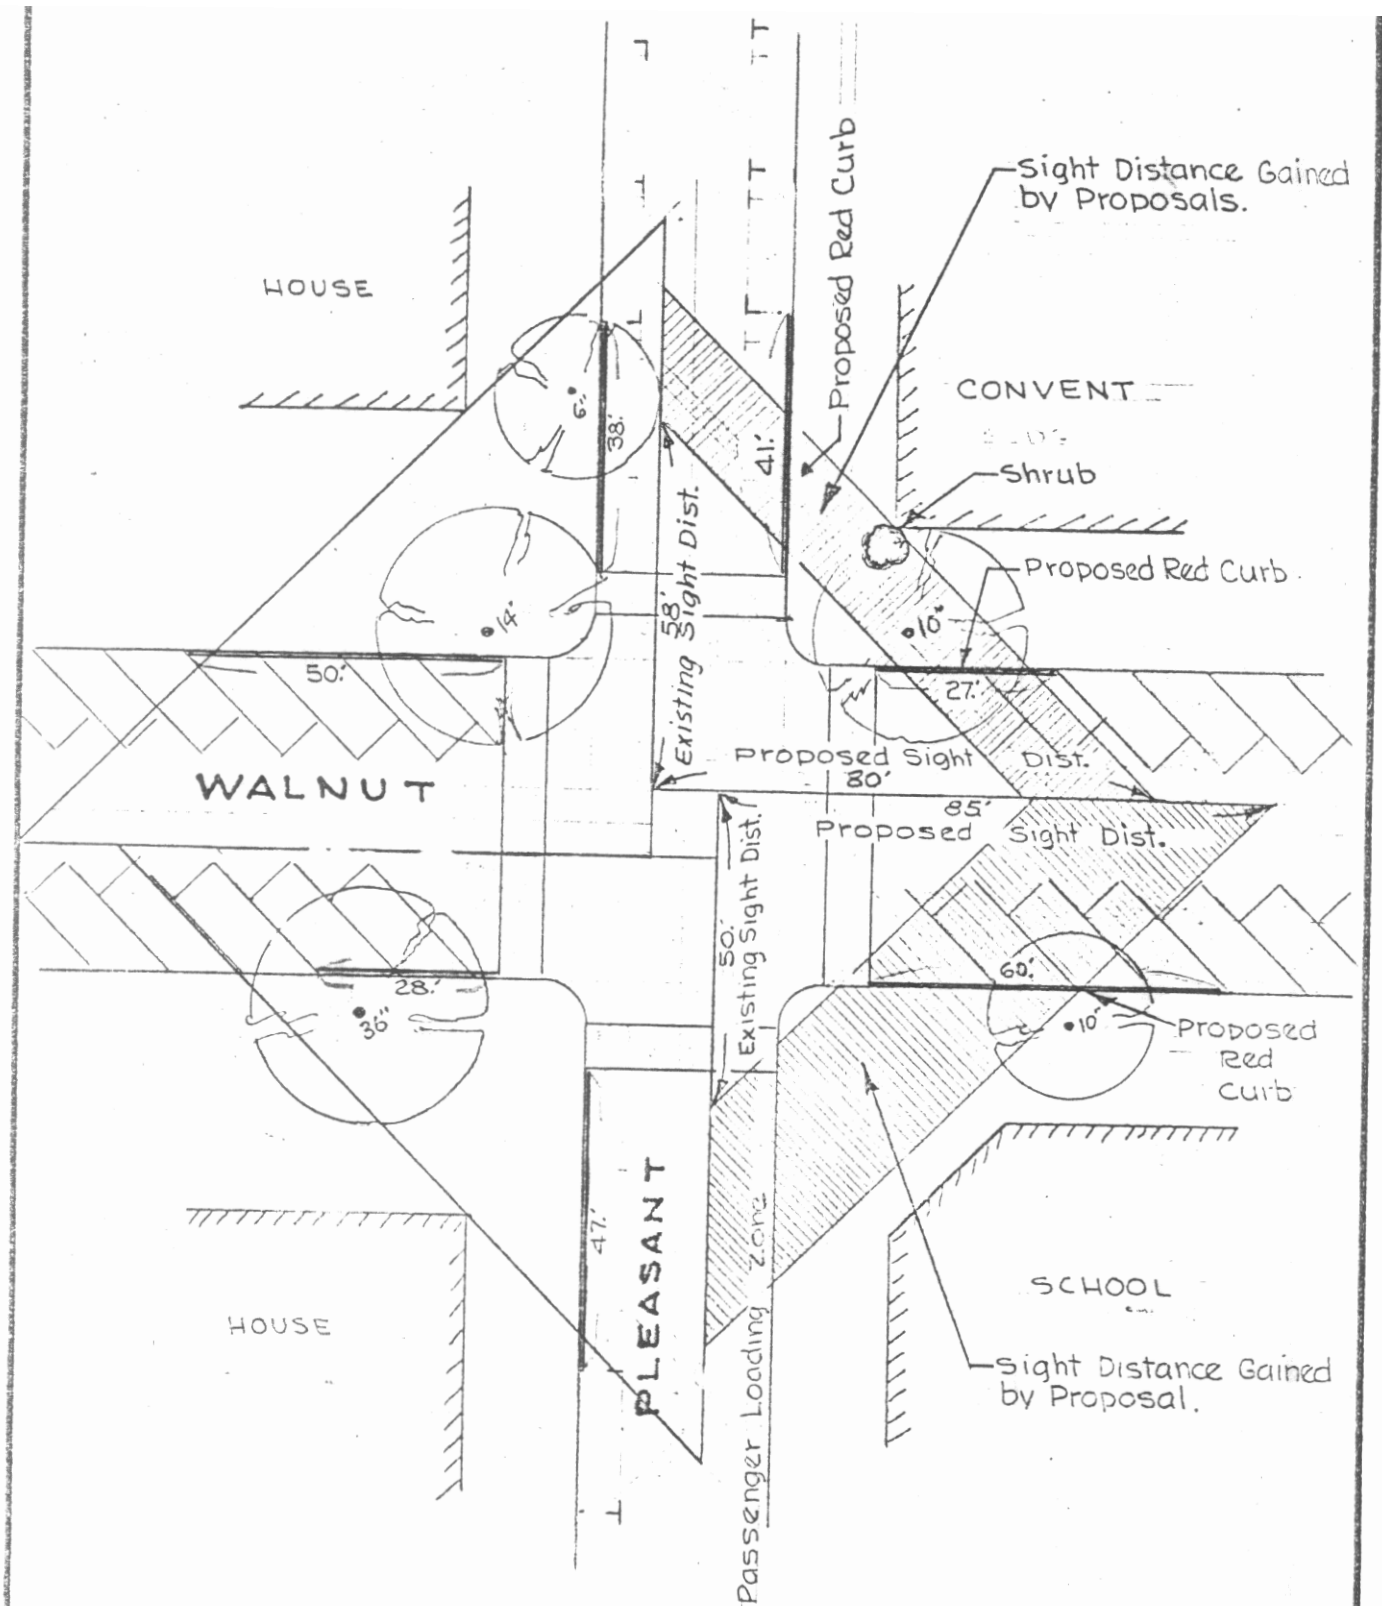 Proposed Red Curb
Sight Distance Gained
by Proposals.
HOUSE
CONVENT
6"
38'
41'
Shrub
Existing Sight Dist.
58'
Proposed Red Curb
14"
10"
50'
27'
Proposed Sight Dist.
80'
WALNUT
85'
Proposed Sight Dist.
50'
Existing Sight Dist.
60'
28'
36"
10"
Proposed
Red
Curb
47'
PLEASANT
Passenger Loading Zone
SCHOOL
HOUSE
Sight Distance Gained
by Proposal.